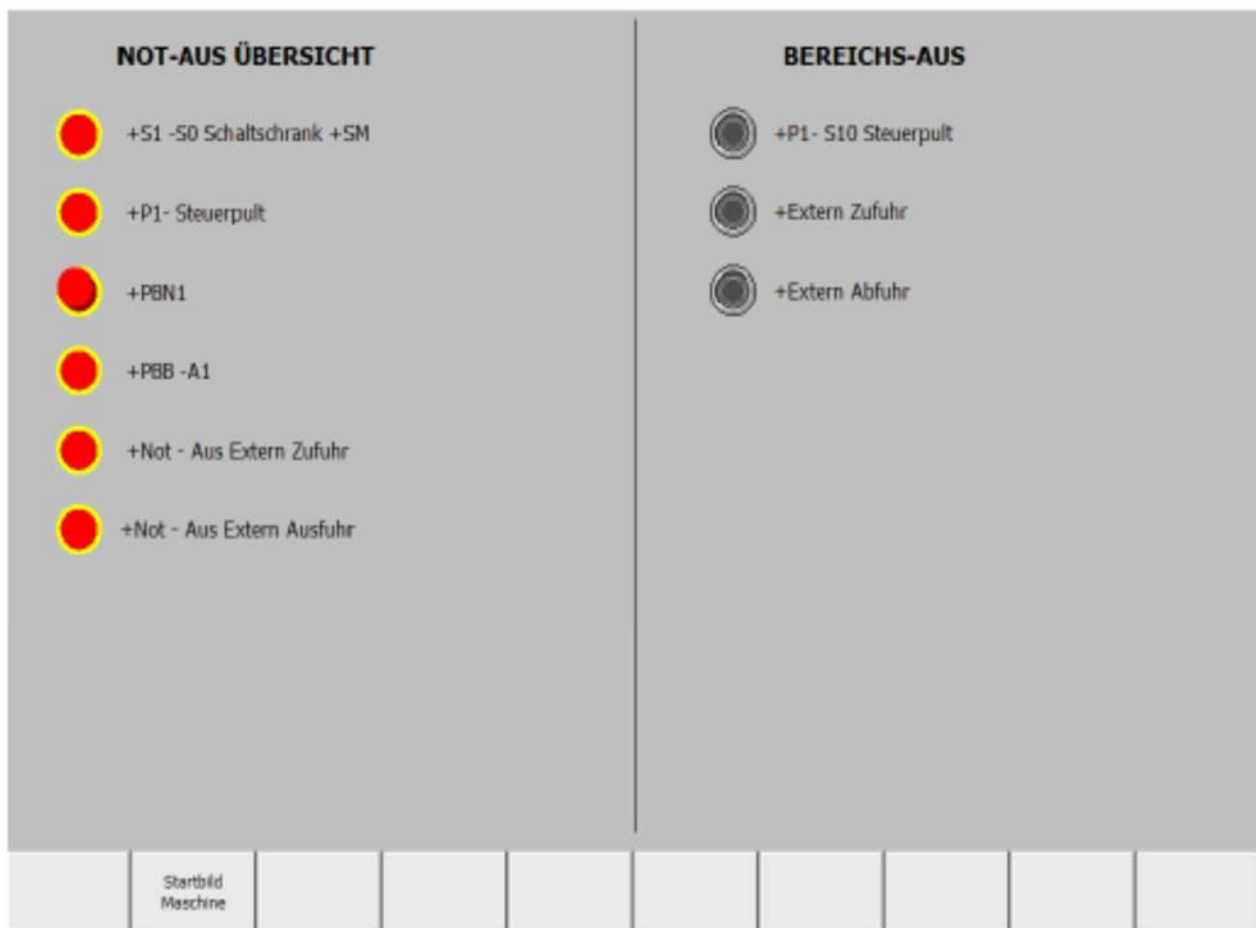 NOT-AUS ÜBERSICHT
+S1 -S0 Schaltschrank +SM
+P1- Steuerpult
+PBN1
+PBB -A1
+Not - Aus Extern Zufuhr
+Not - Aus Extern Ausfuhr
BEREICHS-AUS
+P1- S10 Steuerpult
+Extern Zufuhr
+Extern Abfuhr
Startbild
Maschine